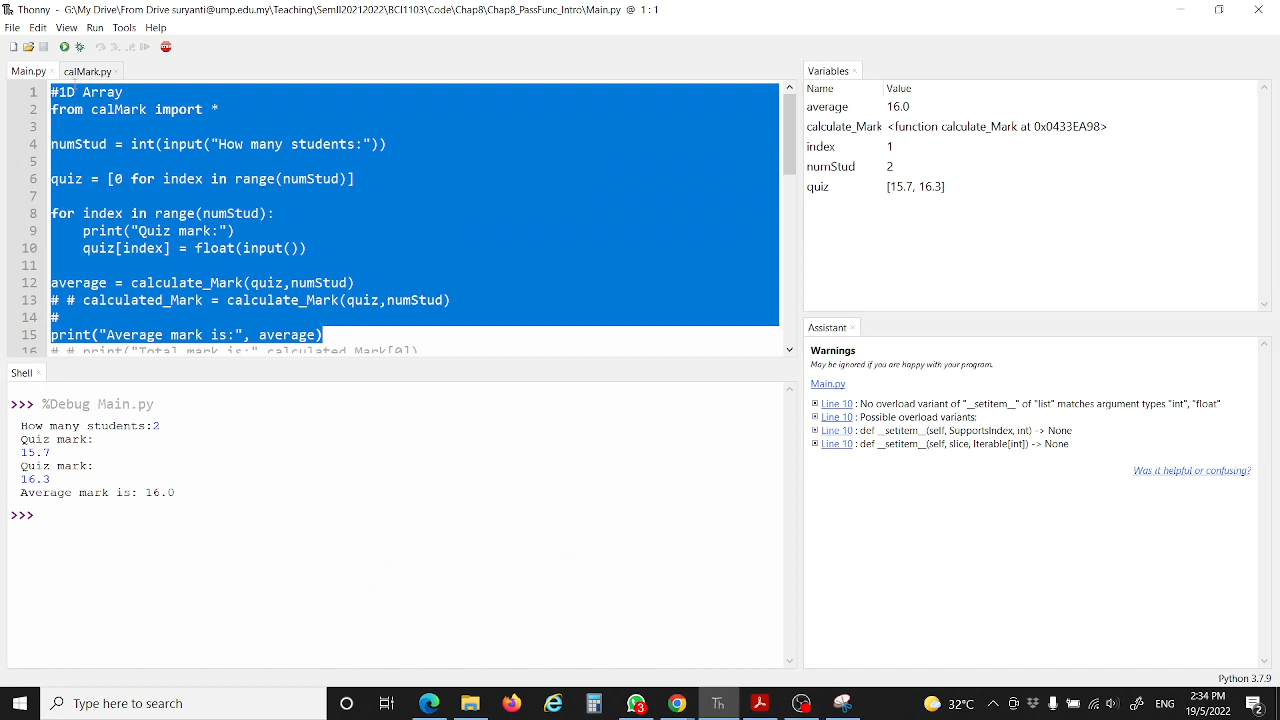 Thonny - G:\My Drive\From Drive suryanti@ump.edu.my\Teaching\SemII20212022\BCI1103\Code\Chap8\Chap8_PassFunc_Intro\Main.py @ 1 : 1
File Edit View Run Tools Help
Main.py
calMark.py
1 #1D Array
2 from calMark import *
3
4 numStud = int(input("How many students:"))
5
6 quiz = [0 for index in range(numStud)]
7
8 for index in range(numStud):
9     print("Quiz mark:")
10     quiz[index] = float(input())
11
12 average = calculate_Mark(quiz,numStud)
13 # # calculated_Mark = calculate_Mark(quiz,numStud)
14 #
15 print("Average mark is:", average)
16 # # print("Total mark is:",calculated_Mark[0])
Variables
Name Value
average 16.0
calculate_Mark <function calculate_Mark at 0x0433EA98>
index 1
numStud 2
quiz [15.7, 16.3]
Assistant
Warnings
May be ignored if you are happy with your program.
Main.py
Line 10 : No overload variant of "__setitem__" of "list" matches argument types "int", "float"
Line 10 : Possible overload variants:
Line 10 : def __setitem__(self, SupportsIndex, int) -> None
Line 10 : def __setitem__(self, slice, Iterable[int]) -> None
Was it helpful or confusing?
Shell
>>> %Debug Main.py
How many students:2
Quiz mark:
15.7
Quiz mark:
16.3
Average mark is: 16.0
>>>
Python 3.7.9
Type here to search
3
Th
32°C
ENG
2:34 PM
19/5/2022
2